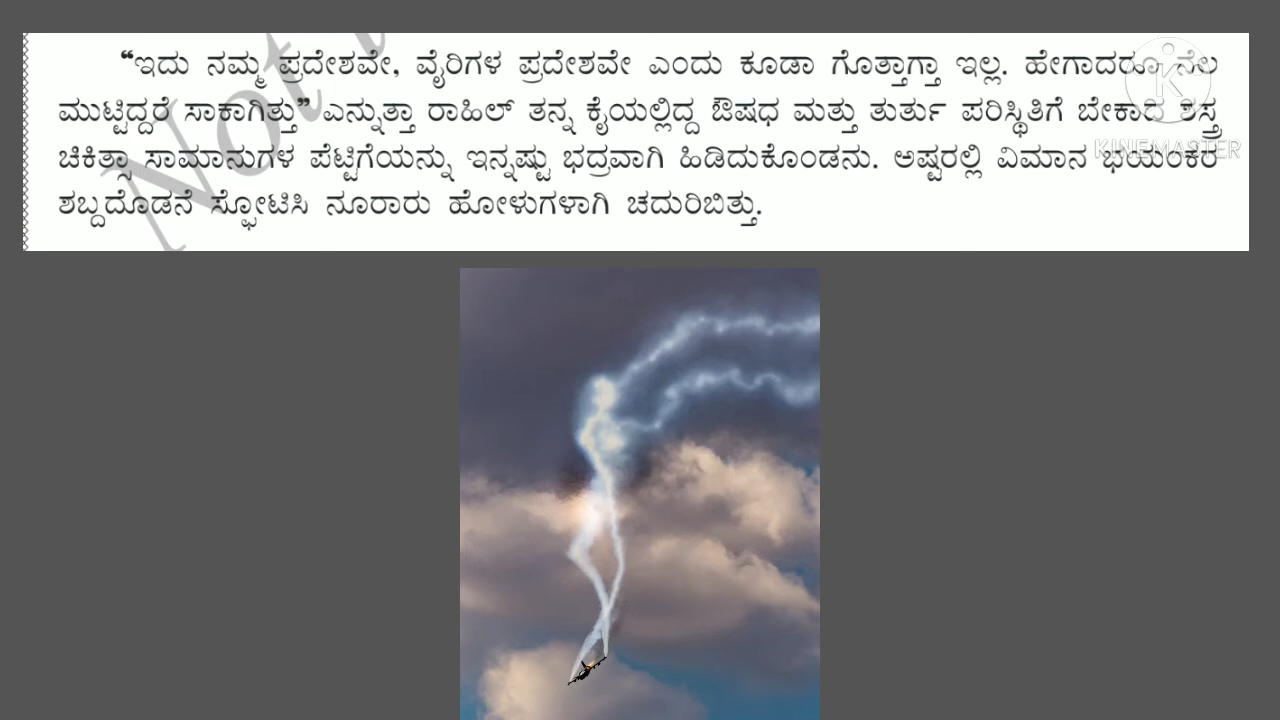 “ಇದು ನಮ್ಮ ಪ್ರದೇಶವೇ, ವೈರಿಗಳ ಪ್ರದೇಶವೇ ಎಂದು ಕೂಡಾ ಗೊತ್ತಾಗ್ತಾ ಇಲ್ಲ. ಹೇಗಾದರೂ ನೆಲ
ಮುಟ್ಟಿದ್ದರೆ ಸಾಕಾಗಿತ್ತು” ಎನ್ನುತ್ತಾ ರಾಹಿಲ್ ತನ್ನ ಕೈಯಲ್ಲಿದ್ದ ಔಷಧ ಮತ್ತು ತುರ್ತು ಪರಿಸ್ಥಿತಿಗೆ ಬೇಕಾದ ಶಸ್ತ್ರ
ಚಿಕಿತ್ಸಾ ಸಾಮಾನುಗಳ ಪೆಟ್ಟಿಗೆಯನ್ನು ಇನ್ನಷ್ಟು ಭದ್ರವಾಗಿ ಹಿಡಿದುಕೊಂಡನು. ಅಷ್ಟರಲ್ಲಿ ವಿಮಾನ ಭಯಂಕರ
ಶಬ್ದದೊಡನೆ ಸ್ಫೋಟಿಸಿ ನೂರಾರು ಹೋಳುಗಳಾಗಿ ಚದುರಿಬಿತ್ತು.
Not
KINEMASTER